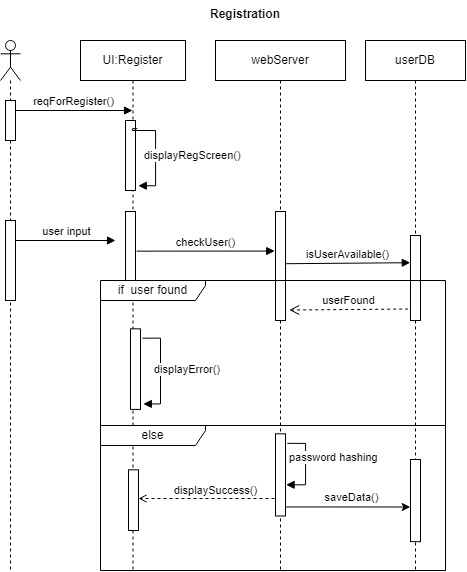 Registration
UI:Register
webServer
userDB
reqForRegister()
displayRegScreen()
user input
checkUser()
isUserAvailable()
if user found
userFound
displayError()
else
password hashing
displaySuccess()
saveData()